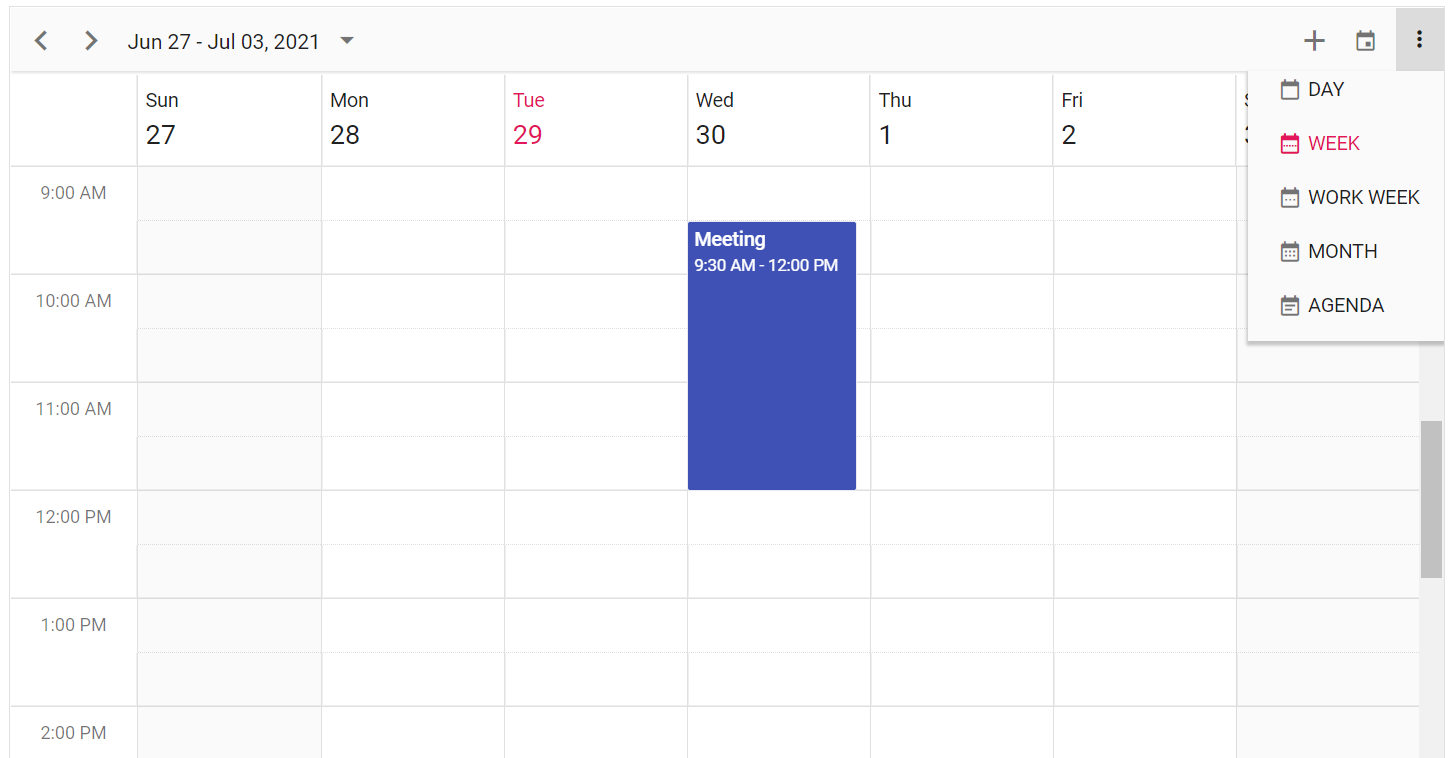 Jun 27 - Jul 03, 2021
Sun Mon Tue Wed Thu Fri
27 28 29 30 1 2
DAY
WEEK
WORK WEEK
MONTH
AGENDA
9:00 AM
Meeting
9:30 AM - 12:00 PM
10:00 AM
11:00 AM
12:00 PM
1:00 PM
2:00 PM